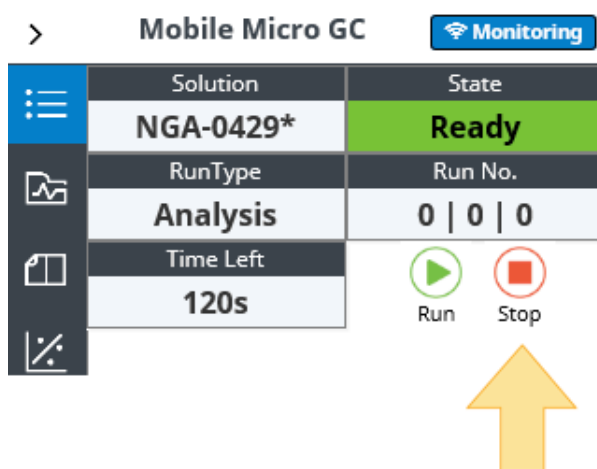 Mobile Micro GC Monitoring
Solution State
NGA-0429* Ready
RunType Run No.
Analysis 0 | 0 | 0
Time Left
120s
Run Stop